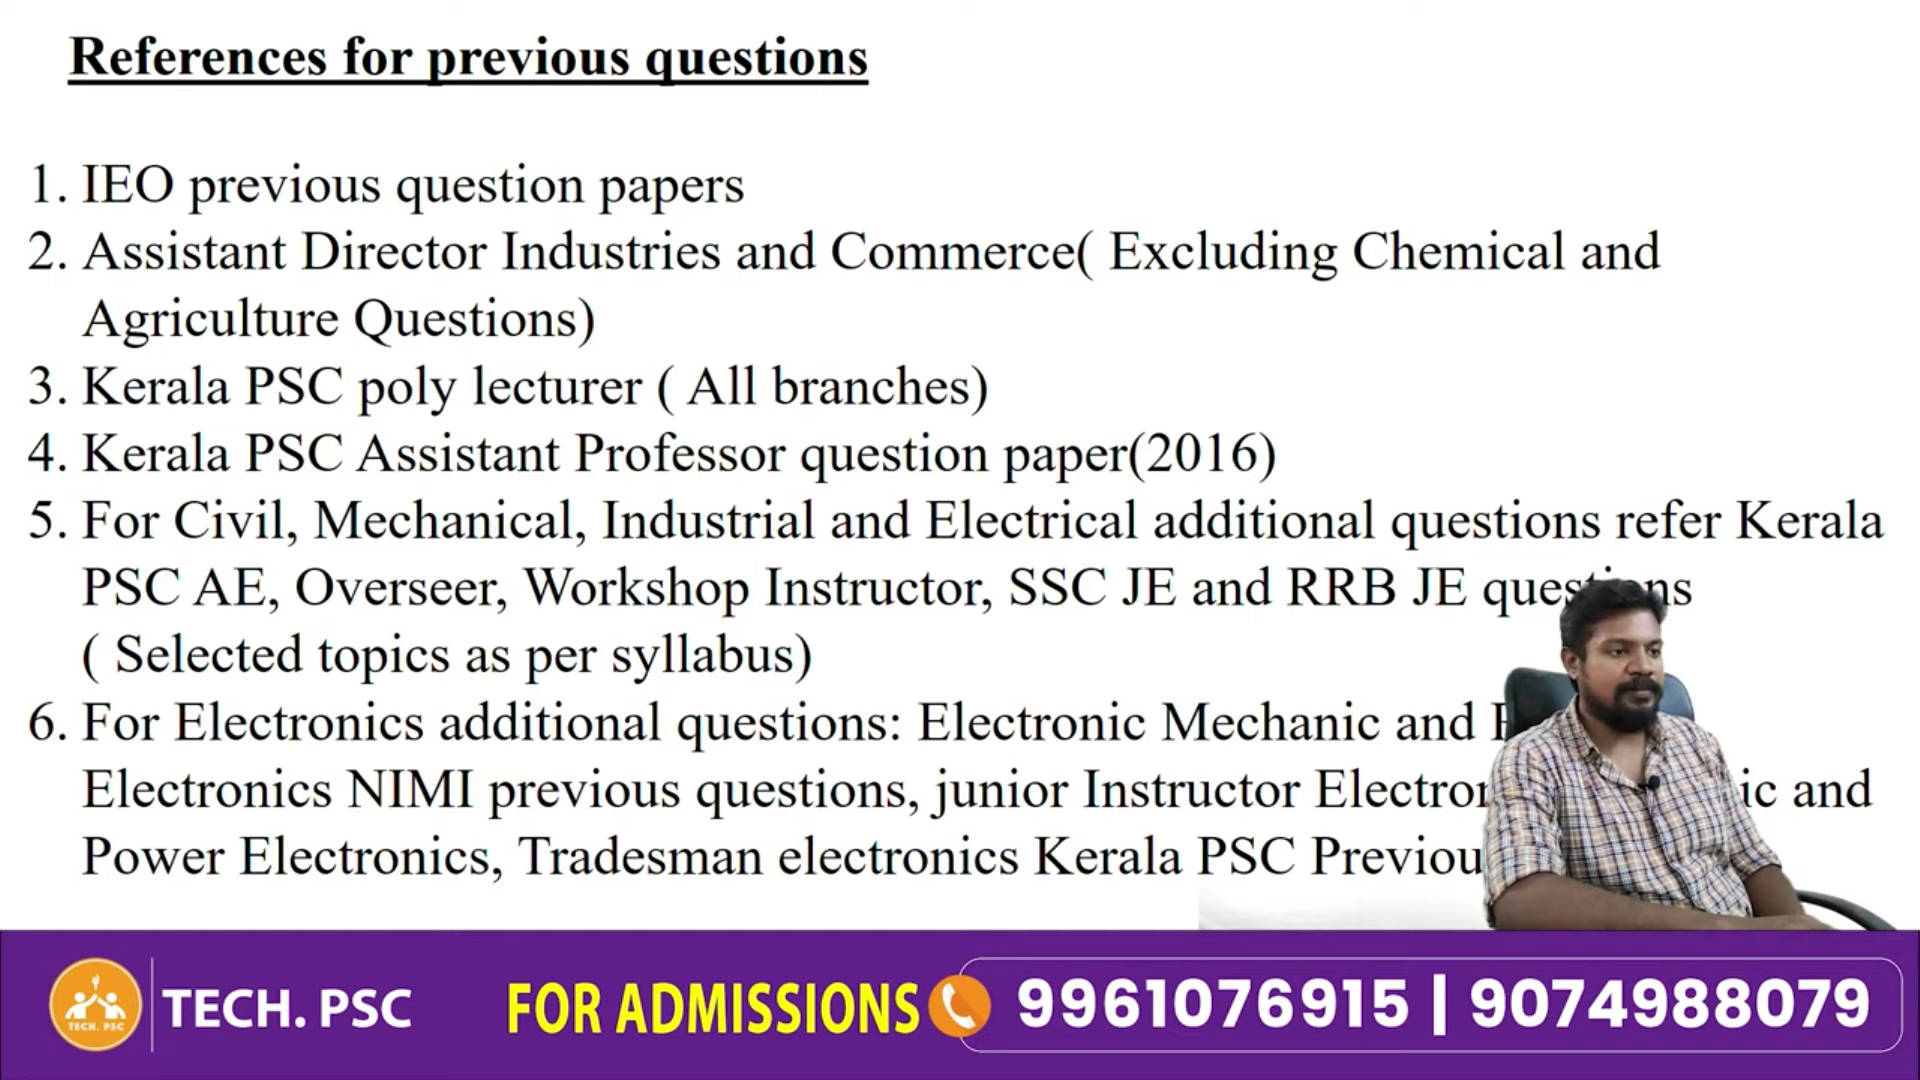 References for previous questions
1. IEO previous question papers
2. Assistant Director Industries and Commerce( Excluding Chemical and
Agriculture Questions)
3. Kerala PSC poly lecturer ( All branches)
4. Kerala PSC Assistant Professor question paper(2016)
5. For Civil, Mechanical, Industrial and Electrical additional questions refer Kerala
PSC AE, Overseer, Workshop Instructor, SSC JE and RRB JE
( Selected topics as per syllabus)
6. For Electronics additional questions: Electronic Mechanic and
Electronics NIMI previous questions, junior Instructor and
Power Electronics, Tradesman electronics Kerala PSC
TECH. PSC
TECH. PSC
FOR ADMISSIONS
9961076915 | 9074988079